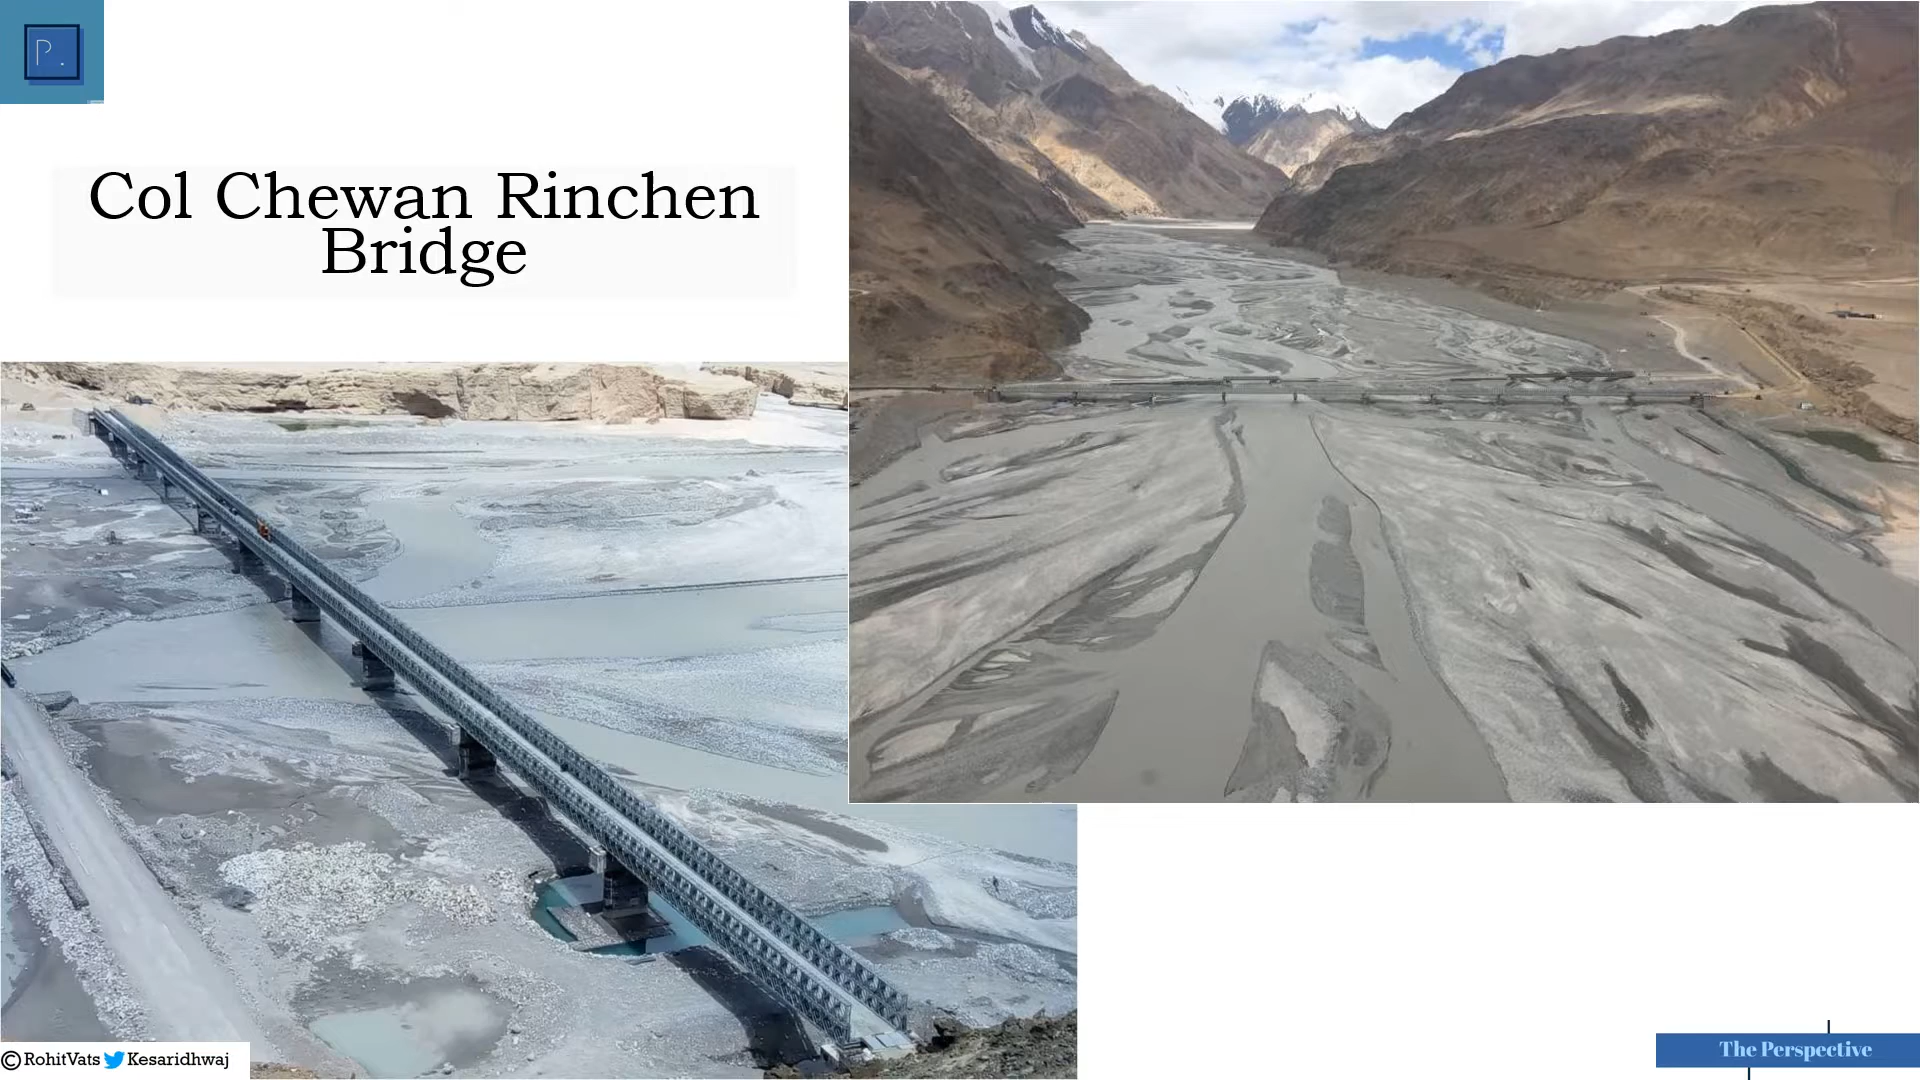 P.
Col Chewan Rinchen
Bridge
© RohitVats Kesaridhwaj
The Perspective